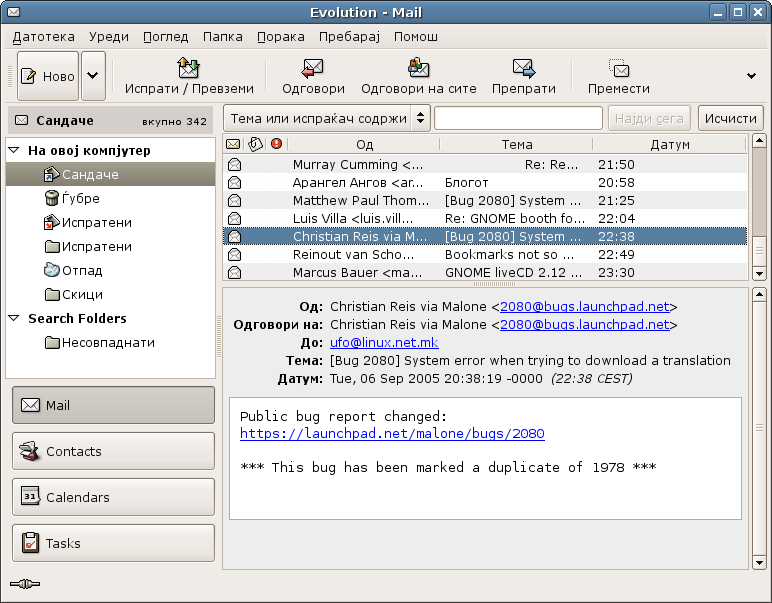 Evolution - Mail
Датотека Уреди Поглед Папка Порака Пребарај Помош
Ново Испрати / Превземи Одговори Одговори на сите Препрати Премести
Сандаче вкупно 342
Тема или испраќач содржи Најди сега Исчисти
На овој компјутер
Сандаче
Ѓубре
Испратени
Испратени
Отпад
Скици
Search Folders
Несовпаднати
Mail
Contacts
Calendars
Tasks
Од Тема Датум
Murray Cumming <... Re: Re... 21:50
Арангел Ангов <ar... Блогот 20:58
Matthew Paul Thom... [Bug 2080] System ... 21:25
Luis Villa <luis.vill... Re: GNOME booth fo... 22:04
Christian Reis via M... [Bug 2080] System ... 22:38
Reinout van Scho... Bookmarks not so ... 22:49
Marcus Bauer <ma... GNOME liveCD 2.12 ... 23:30
Од: Christian Reis via Malone <2080@bugs.launchpad.net>
Одговори на: Christian Reis via Malone <2080@bugs.launchpad.net>
До: ufo@linux.net.mk
Тема: [Bug 2080] System error when trying to download a translation
Датум: Tue, 06 Sep 2005 20:38:19 -0000 (22:38 CEST)
Public bug report changed:
https://launchpad.net/malone/bugs/2080
*** This bug has been marked a duplicate of 1978 ***